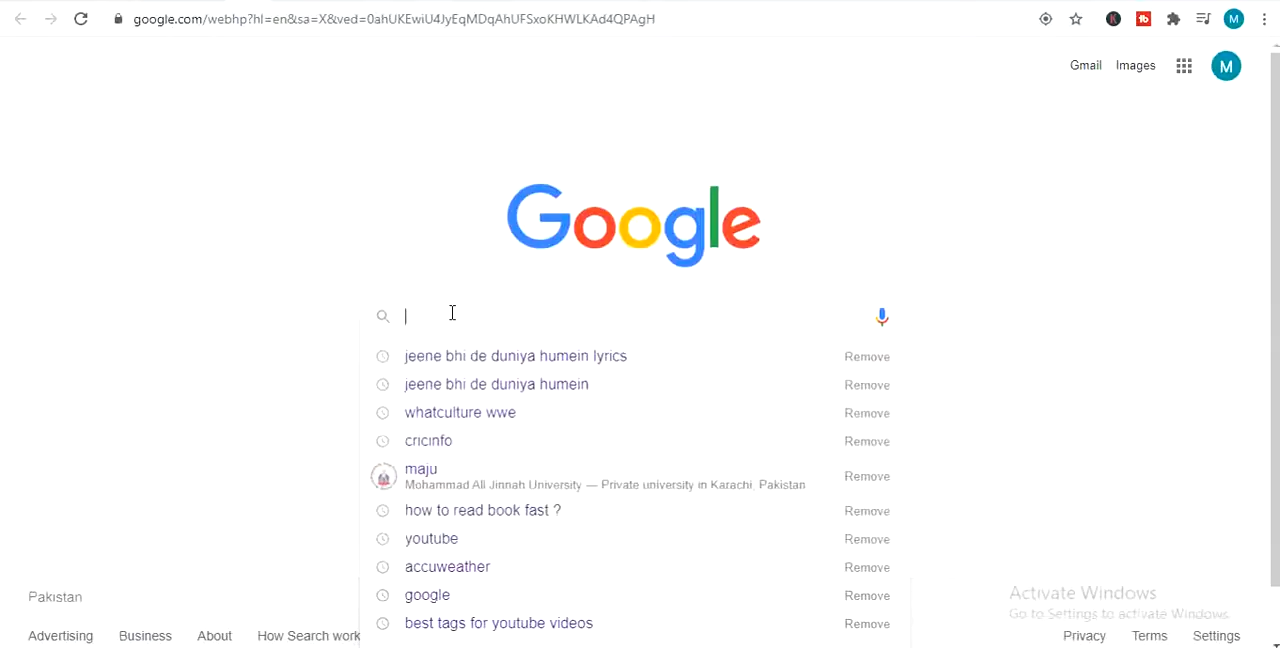 google.com/webhp?hl=en&sa=X&ved=0ahUKEwiU4JyEqMDqAhUFSxoKHWLKAd4QPAgH
K
tb
M
Gmail Images M
Google
jeene bhi de duniya humein lyrics Remove
jeene bhi de duniya humein Remove
whatculture wwe Remove
cricinfo Remove
maju
Mohammad Ali Jinnah University — Private university in Karachi, Pakistan Remove
how to read book fast ? Remove
youtube Remove
accuweather Remove
google Remove
best tags for youtube videos Remove
Pakistan
Activate Windows
Go to Settings to activate Windows.
Advertising Business About How Search work
Privacy Terms Settings